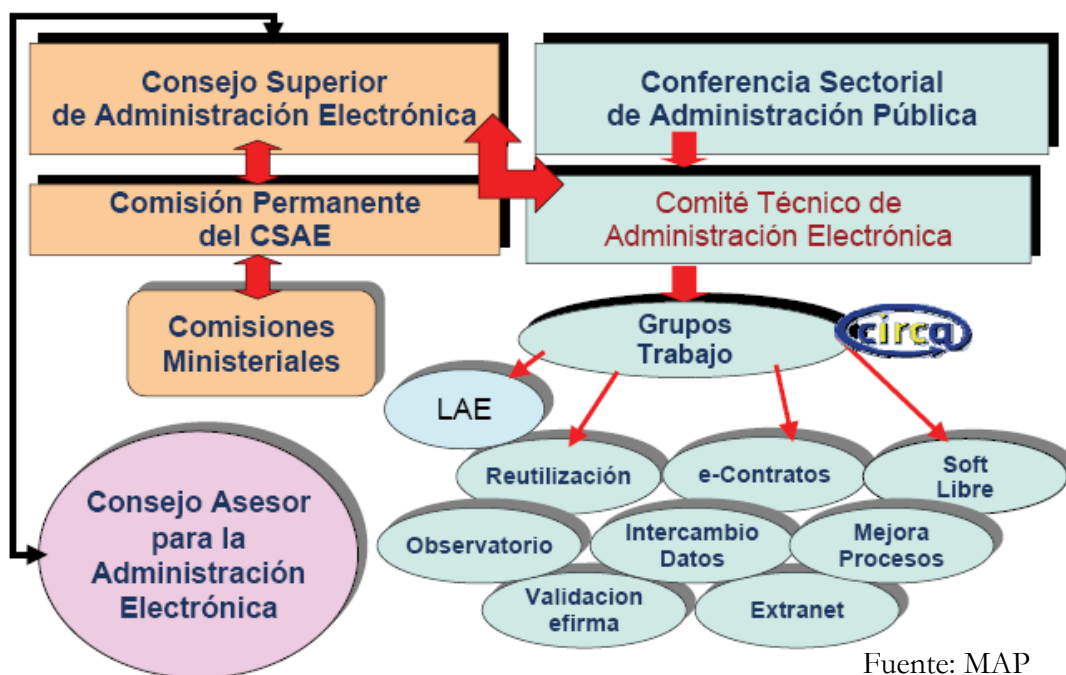 Consejo Superior
de Administración Electrónica
Conferencia Sectorial
de Administración Pública
Comisión Permanente
del CSAE
Comité Técnico de
Administración Electrónica
Comisiones
Ministeriales
Grupos
Trabajo
circa
LAE
Reutilización
e-Contratos
Soft
Libre
Observatorio
Intercambio
Datos
Mejora
Procesos
Validacion
efirma
Extranet
Consejo Asesor
para la
Administración
Electrónica
Fuente: MAP